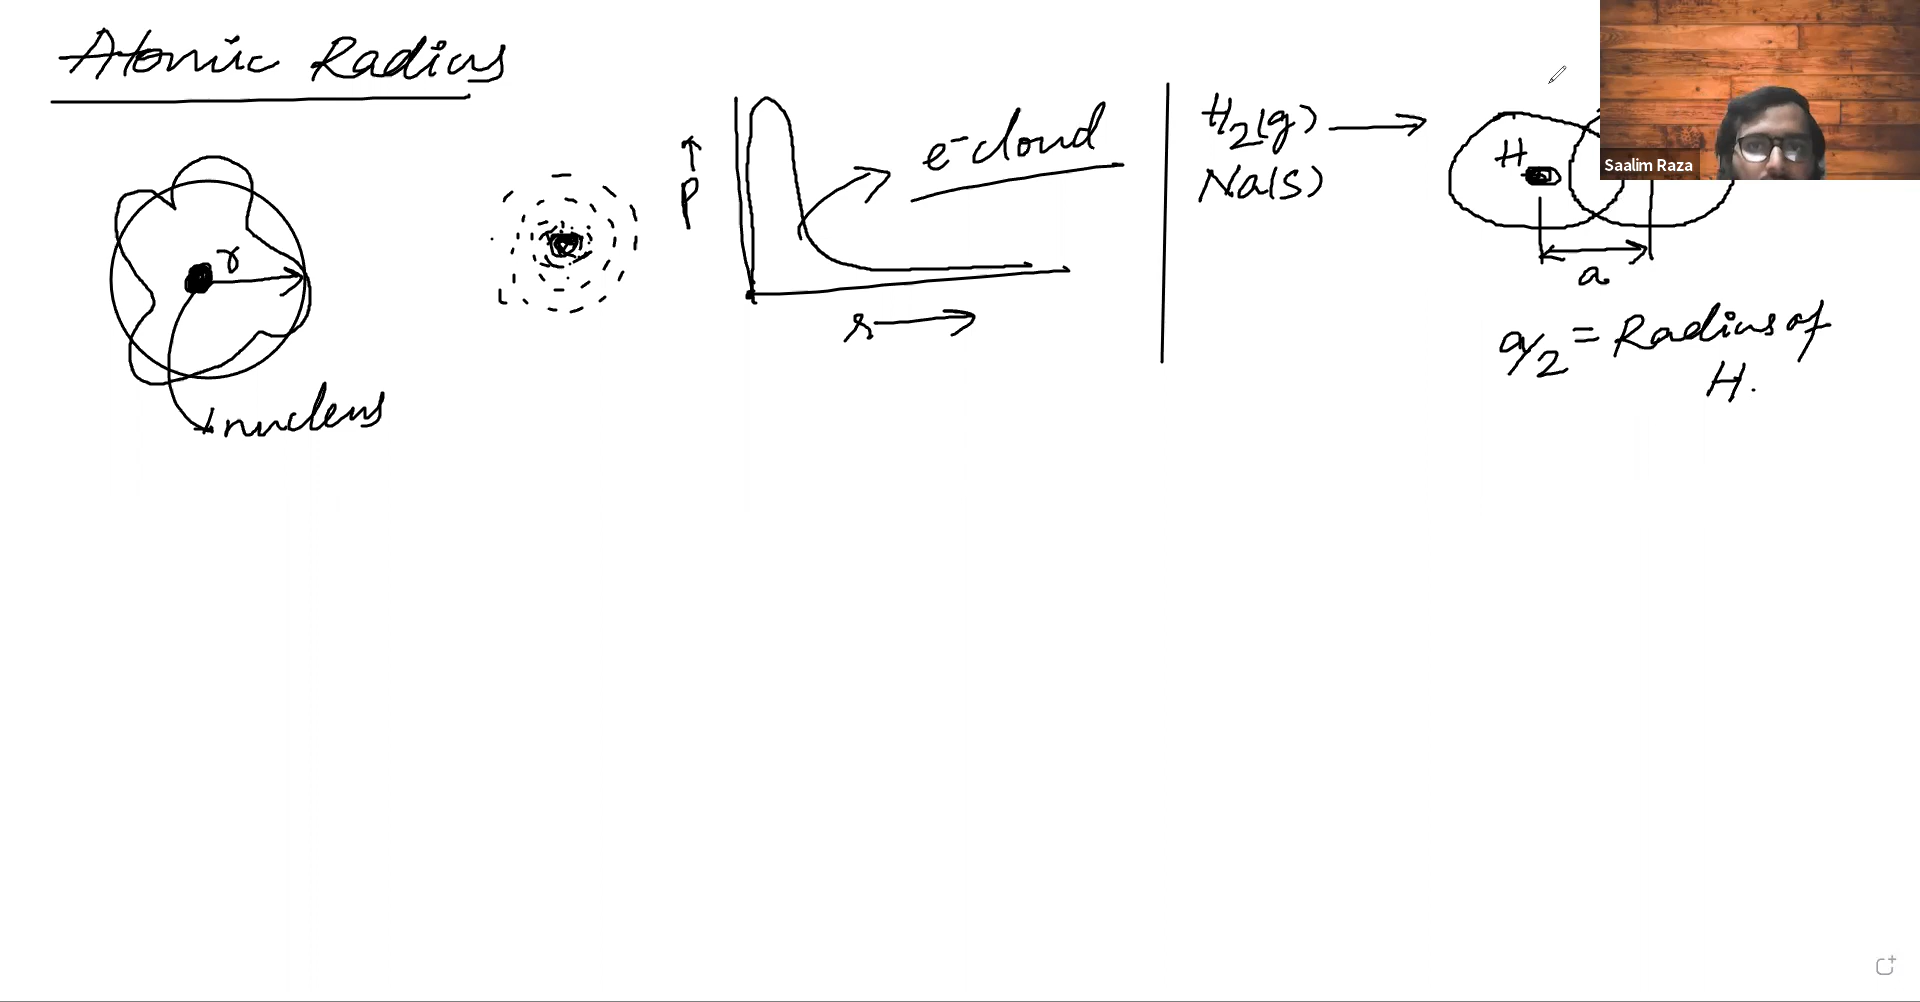 Atomic Radius
r
nucleus
↑
P
r →
e⁻ cloud
H₂(g) →
Na(s)
H
a
a/2 = Radius of
H.
Saalim Raza